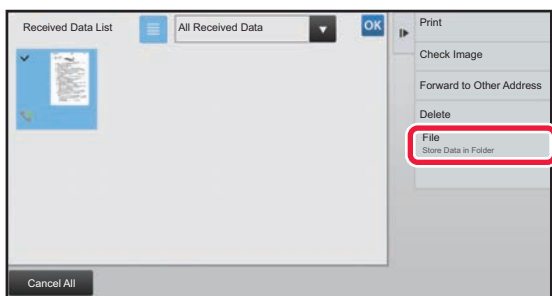 Received Data List
All Received Data
OK
Print
Check Image
Forward to Other Address
Delete
File
Store Data in Folder
Cancel All